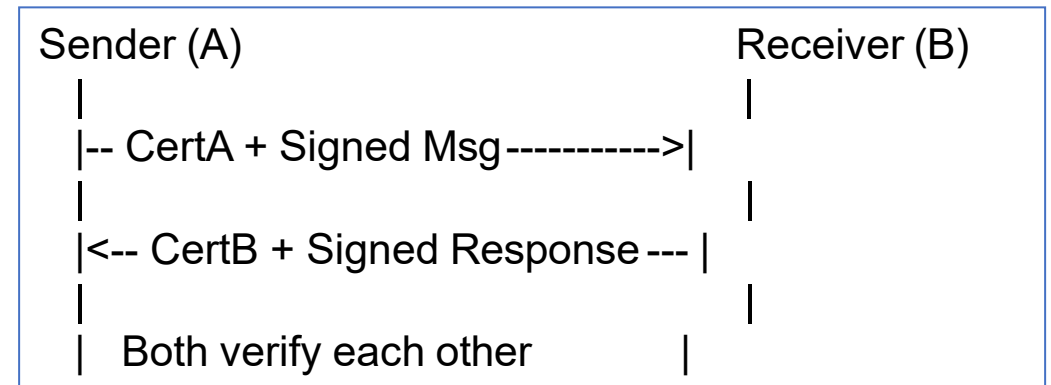 Sender (A) Receiver (B)
| |
|-- CertA + Signed Msg ----------->|
| |
|<-- CertB + Signed Response --- |
| |
| Both verify each other |